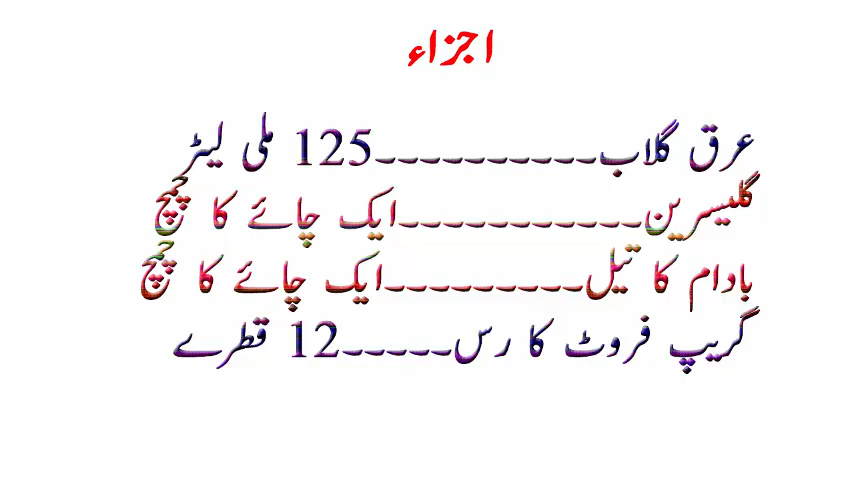 اجزاء
عرق گلاب۔۔۔۔۔۔۔۔۔۔125 ملی لیٹر
گلیسرین۔۔۔۔۔۔۔۔۔۔۔ایک چائے کا چمچ
بادام کا تیل۔۔۔۔۔۔۔۔۔ایک چائے کا چمچ
گریپ فروٹ کا رس۔۔۔۔۔12 قطرے